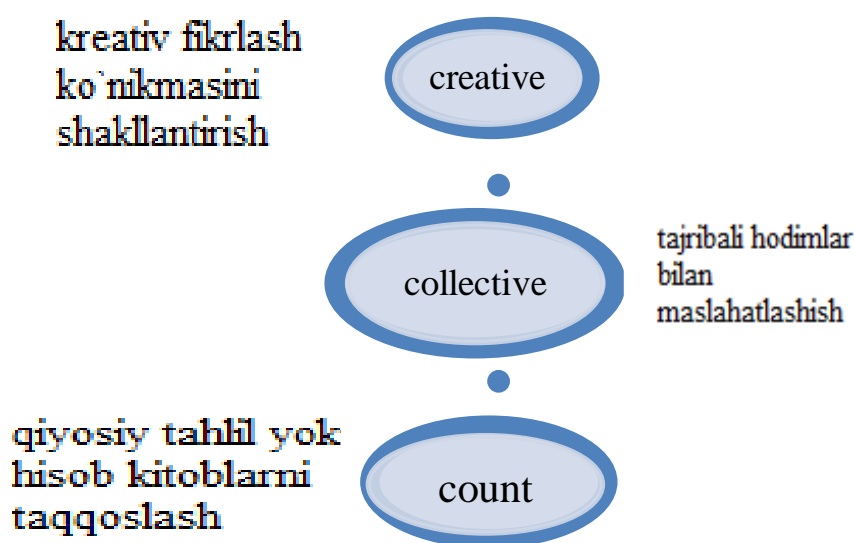 kreativ fikrlash
ko`nikmasini
shakllantirish
creative
collective
tajribali hodimlar
bilan
maslahatlashish
qiyosiy tahlil yok
hisob kitoblarni
taqqoslash
count